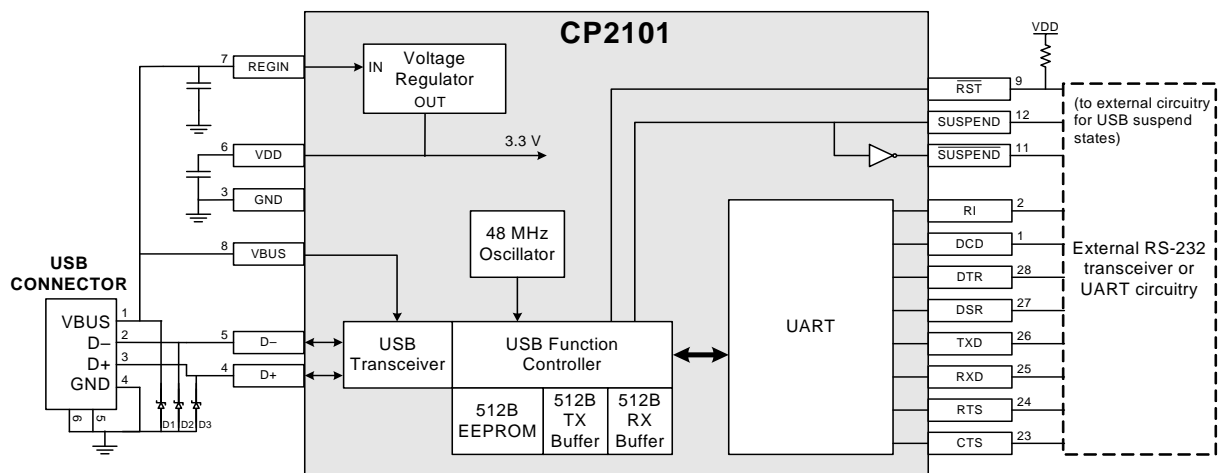 CP2101
7
REGIN
IN
Voltage
Regulator
OUT
6
VDD
3.3 V
3
GND
8
VBUS
48 MHz
Oscillator
USB
CONNECTOR
VBUS
1
D–
2
D+
3
GND
4
6
5
D1
D2
D3
5
D–
4
D+
USB
Transceiver
USB Function
Controller
512B
EEPROM
512B
TX
Buffer
512B
RX
Buffer
UART
VDD
RST
9
SUSPEND
12
SUSPEND
11
RI
2
DCD
1
DTR
28
DSR
27
TXD
26
RXD
25
RTS
24
CTS
23
(to external circuitry
for USB suspend
states)
External RS-232
transceiver or
UART circuitry